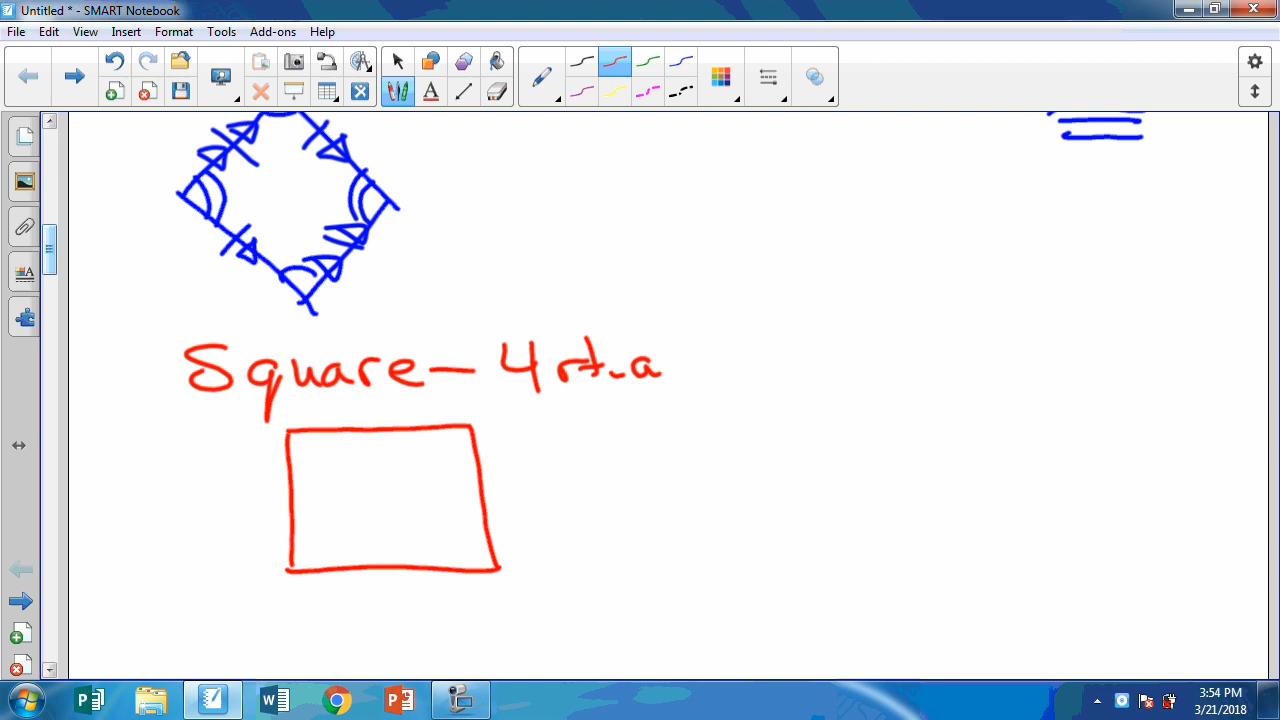 Untitled * - SMART Notebook
File Edit View Insert Format Tools Add-ons Help
Square – 4 rt. a
3:54 PM
3/21/2018